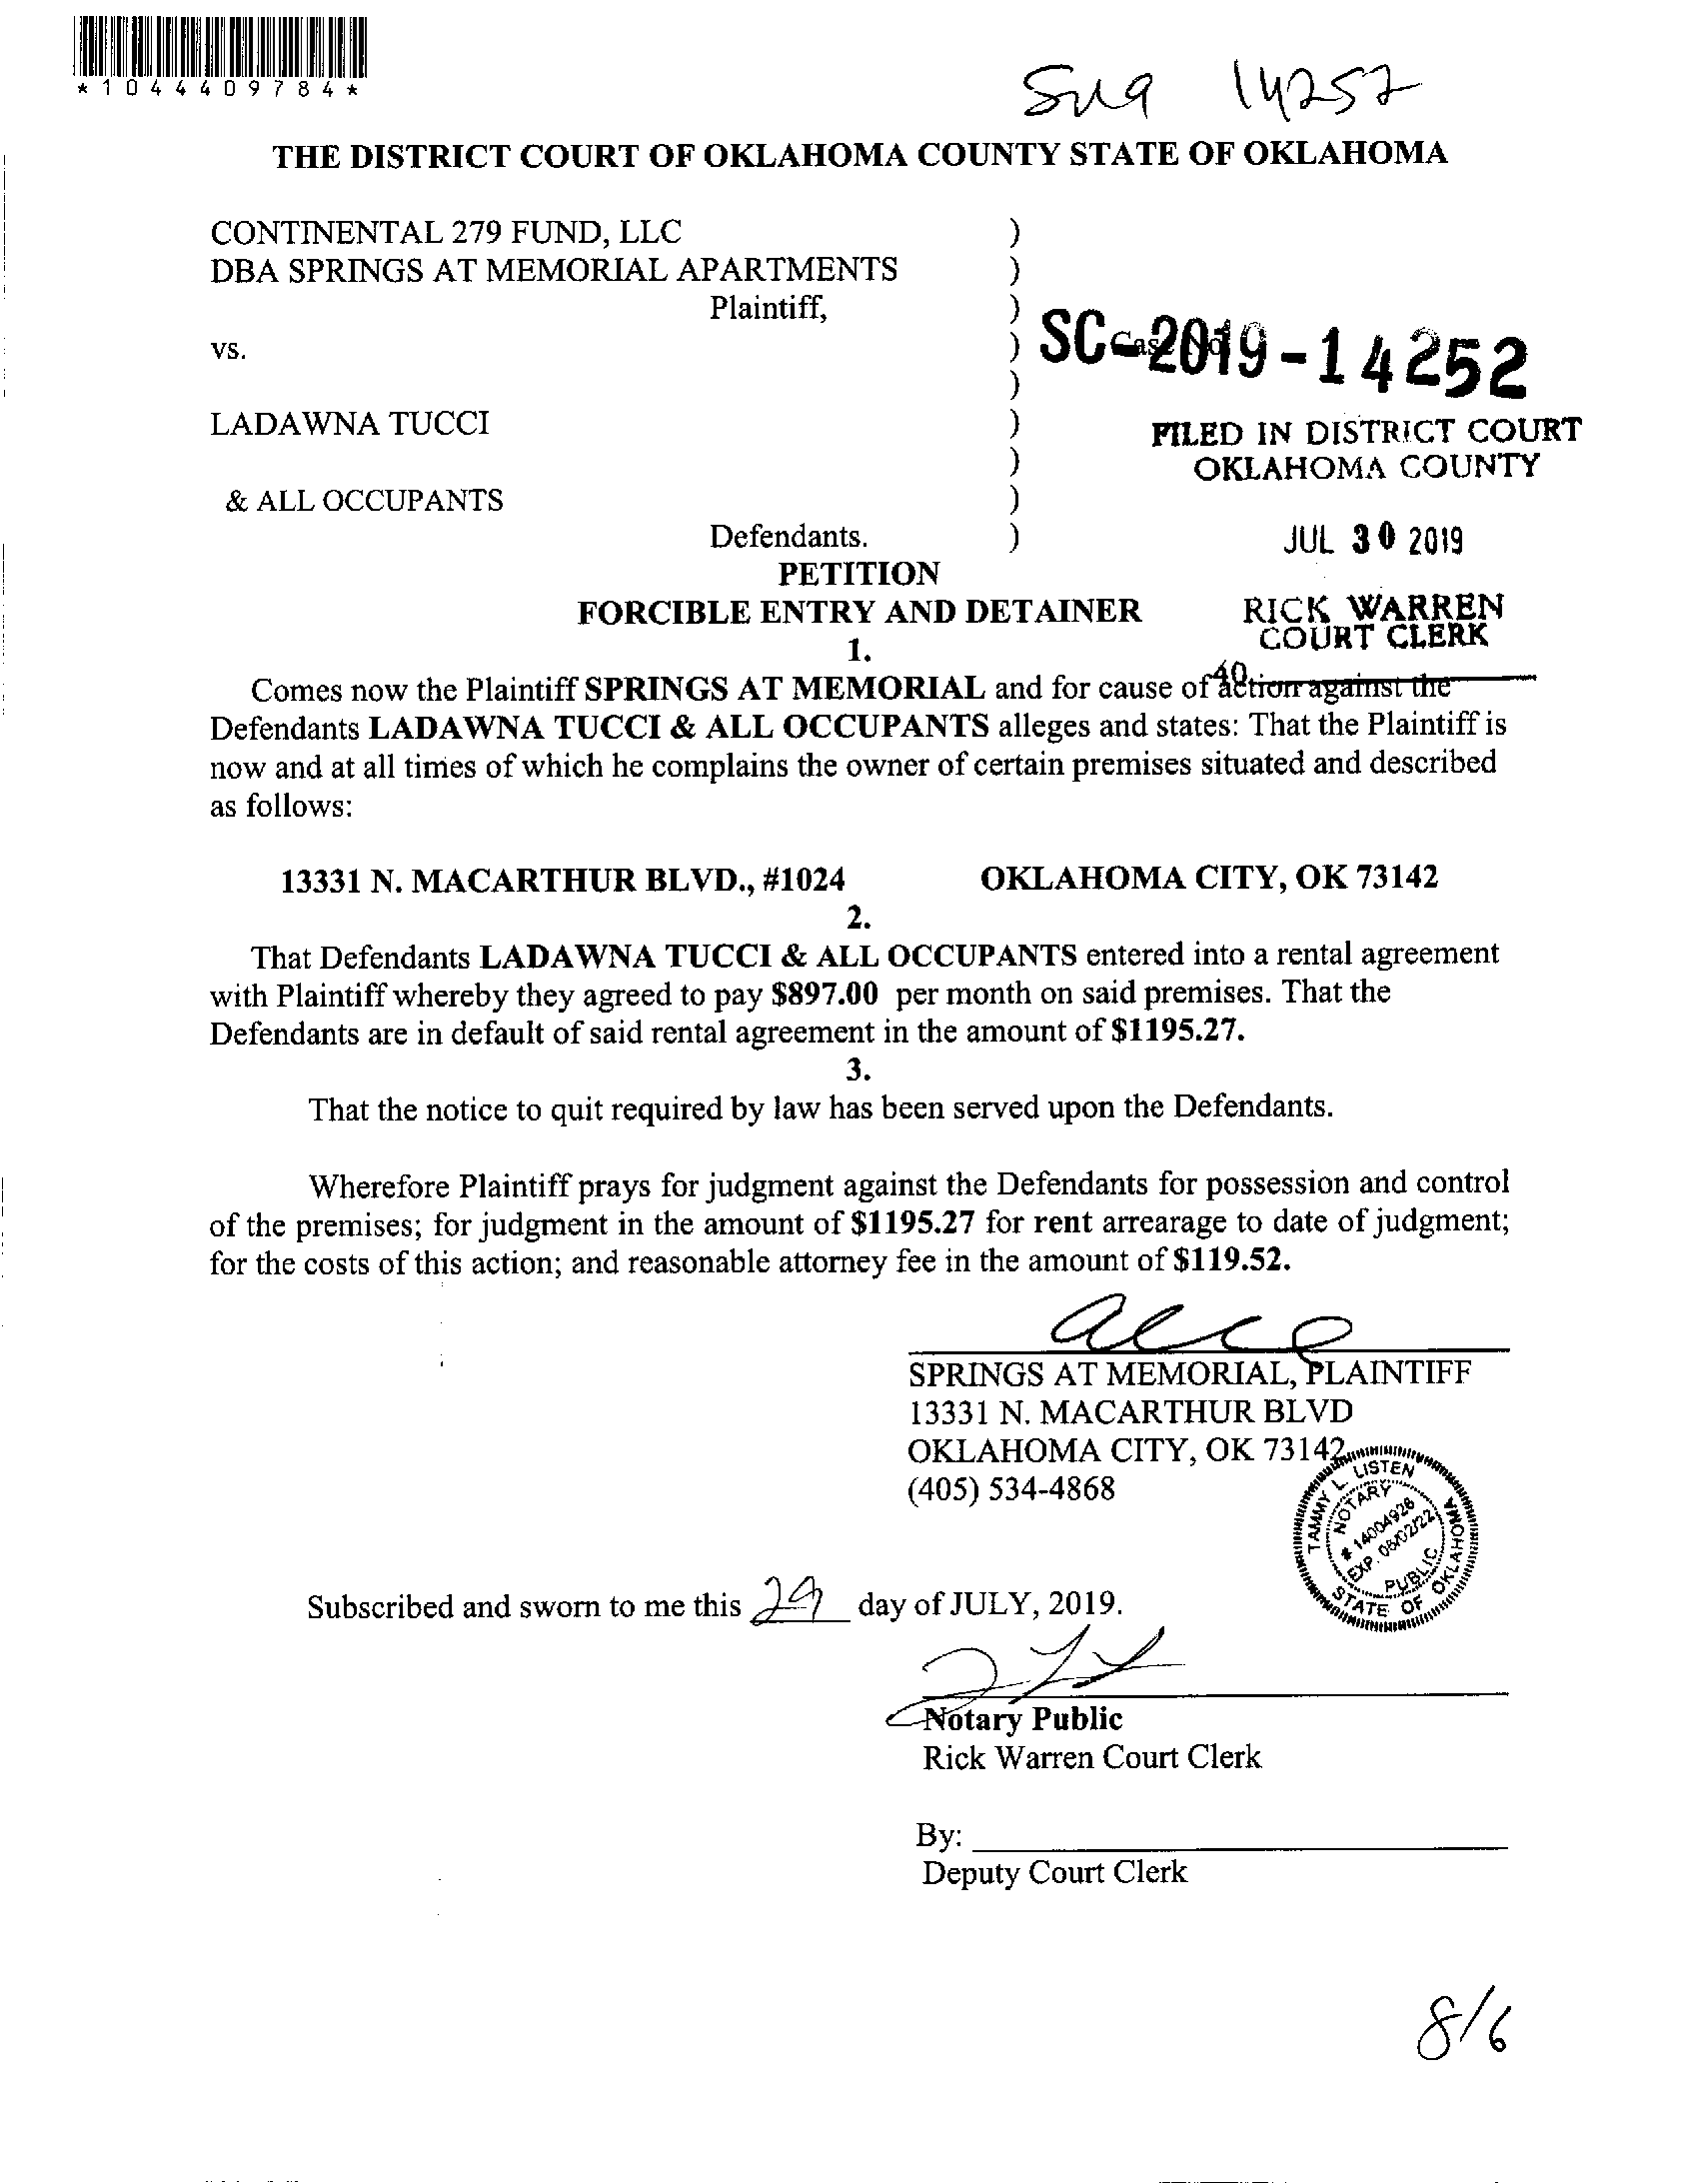 *1044409784*
14252
THE DISTRICT COURT OF OKLAHOMA COUNTY STATE OF OKLAHOMA
CONTINENTAL 279 FUND, LLC )
DBA SPRINGS AT MEMORIAL APARTMENTS )
Plaintiff, )
vs. ) Case No. SC-2019-14252
)
LADAWNA TUCCI )
FILED IN DISTRICT COURT
) OKLAHOMA COUNTY
& ALL OCCUPANTS )
Defendants. ) JUL 30 2019
PETITION
FORCIBLE ENTRY AND DETAINER
RICK WARREN
COURT CLERK
1.
40
Comes now the Plaintiff SPRINGS AT MEMORIAL and for cause of action against the
Defendants LADAWNA TUCCI & ALL OCCUPANTS alleges and states: That the Plaintiff is
now and at all times of which he complains the owner of certain premises situated and described
as follows:
13331 N. MACARTHUR BLVD., #1024 OKLAHOMA CITY, OK 73142
2.
That Defendants LADAWNA TUCCI & ALL OCCUPANTS entered into a rental agreement
with Plaintiff whereby they agreed to pay $897.00 per month on said premises. That the
Defendants are in default of said rental agreement in the amount of $1195.27.
3.
That the notice to quit required by law has been served upon the Defendants.
Wherefore Plaintiff prays for judgment against the Defendants for possession and control
of the premises; for judgment in the amount of $1195.27 for rent arrearage to date of judgment;
for the costs of this action; and reasonable attorney fee in the amount of $119.52.
SPRINGS AT MEMORIAL, PLAINTIFF
13331 N. MACARTHUR BLVD
OKLAHOMA CITY, OK 73142
(405) 534-4868
TAMMY L. LISTEN
NOTARY
# 14004926
EXP. 06/02/22
PUBLIC
STATE OF OKLAHOMA
Subscribed and sworn to me this 29 day of JULY, 2019.
Notary Public
Rick Warren Court Clerk
By:
Deputy Court Clerk
8/6